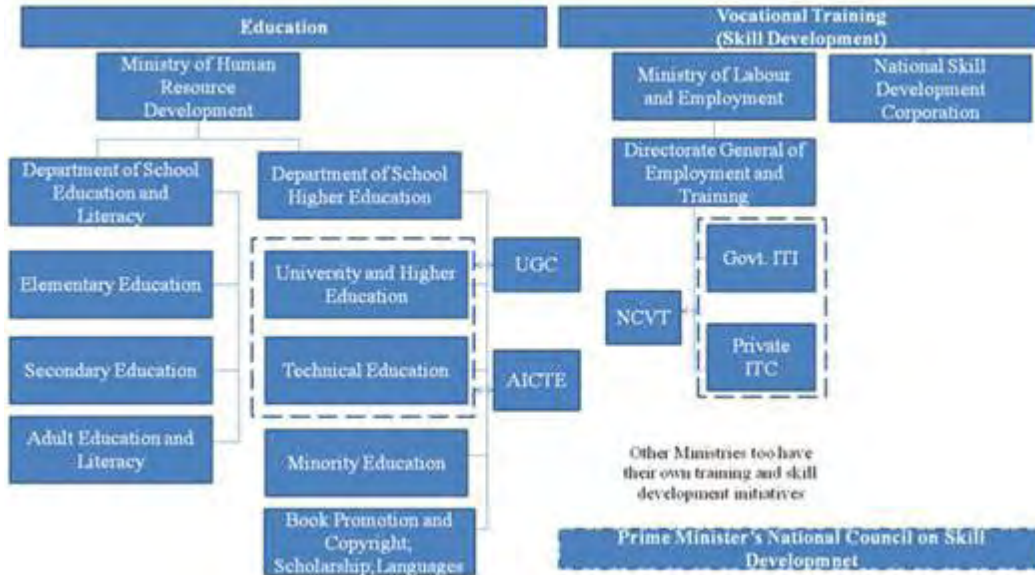 Education
Vocational Training
(Skill Development)
Ministry of Human
Resource
Development
Ministry of Labour
and Employment
National Skill
Development
Corporation
Department of School
Education and
Literacy
Department of School
Higher Education
Directorate General of
Employment and
Training
Elementary Education
University and Higher
Education
UGC
Govt. ITI
NCVT
Secondary Education
Technical Education
AICTE
Private
ITC
Adult Education and
Literacy
Minority Education
Other Ministries too have
their own training and skill
development initiatives
Book Promotion and
Copyright,
Scholarship, Languages
Prime Minister's National Council on Skill
Developmnet